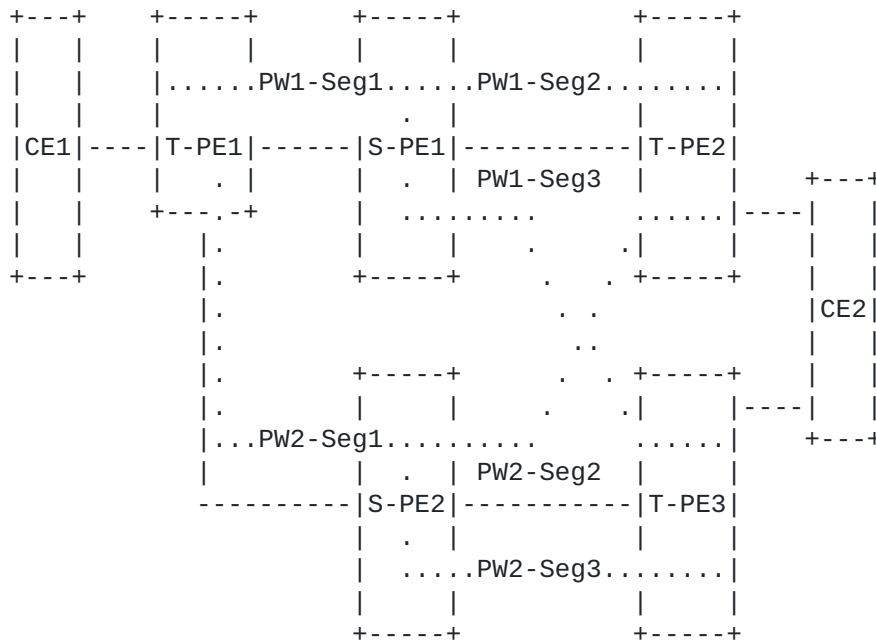 PW1-Seg1 PW1-Seg2
CE1 T-PE1 S-PE1 T-PE2
PW1-Seg3
CE2
PW2-Seg1
PW2-Seg2
S-PE2 T-PE3
PW2-Seg3